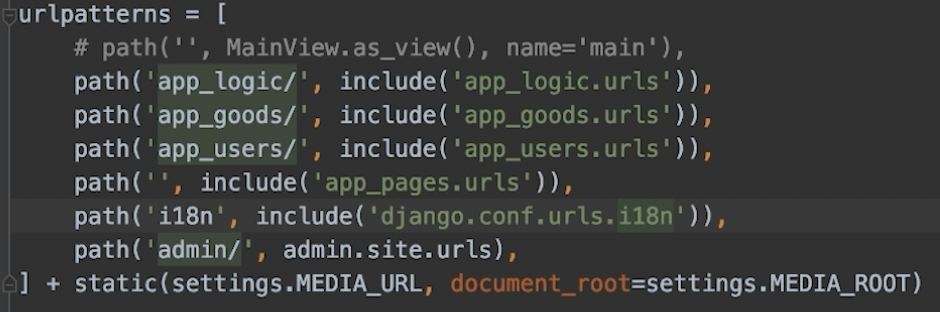 urlpatterns = [
# path('', MainView.as_view(), name='main'),
path('app_logic/', include('app_logic.urls')),
path('app_goods/', include('app_goods.urls')),
path('app_users/', include('app_users.urls')),
path('', include('app_pages.urls')),
path('i18n', include('django.conf.urls.i18n')),
path('admin/', admin.site.urls),
] + static(settings.MEDIA_URL, document_root=settings.MEDIA_ROOT)